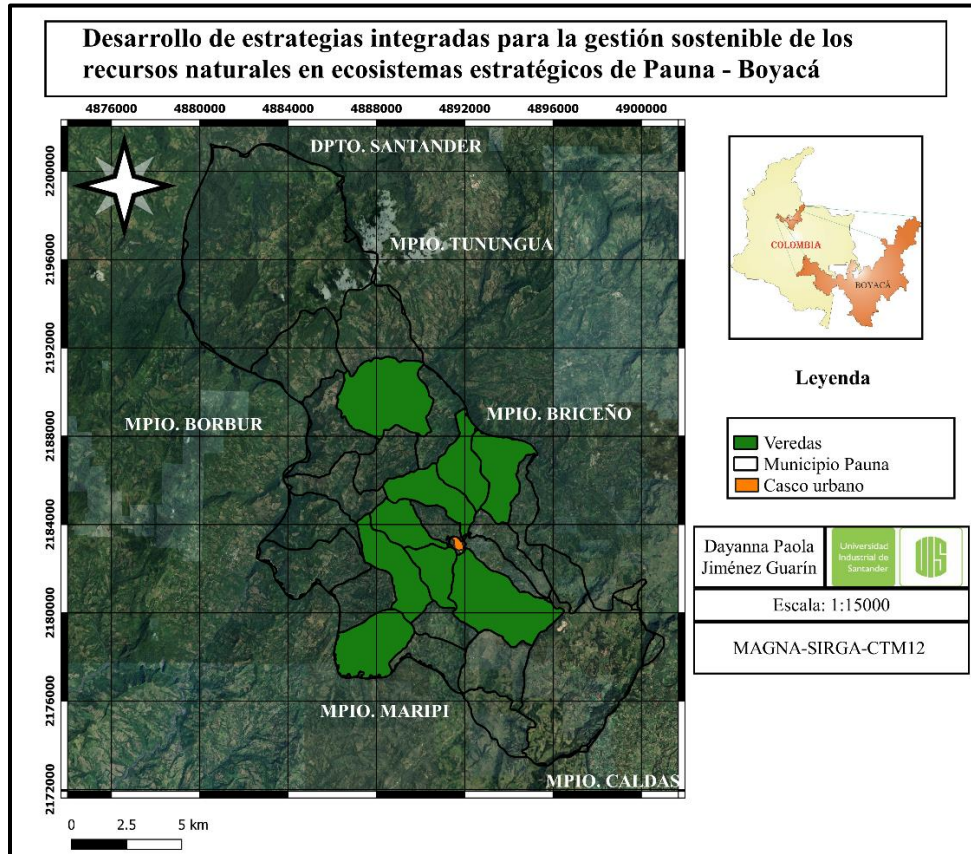 Desarrollo de estrategias integradas para la gestión sostenible de los
recursos naturales en ecosistemas estratégicos de Pauna - Boyacá
4876000 4880000 4884000 4888000 4892000 4896000 4900000
DPTO. SANTANDER
2200000
MPIO. TUNUNGUA
2196000
2192000
MPIO. BORBUR
MPIO. BRICEÑO
2188000
2184000
2180000
2176000
MPIO. MARIPI
MPIO. CALDAS
2172000
0 2.5 5 km
COLOMBIA
BOYACÁ
Leyenda
Veredas
Municipio Pauna
Casco urbano
Dayanna Paola
Jiménez Guarín
Universidad
Industrial de
Santander
UIS
Escala: 1:15000
MAGNA-SIRGA-CTM12